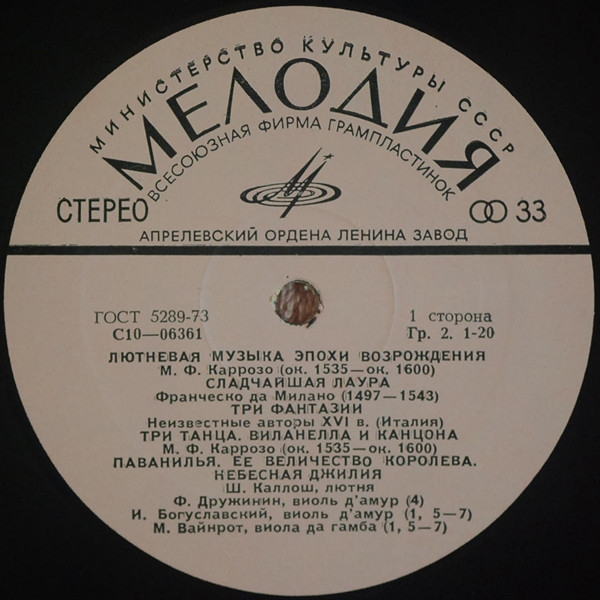 МИНИСТЕРСТВО КУЛЬТУРЫ СССР
МЕЛОДИЯ
ВСЕСОЮЗНАЯ ФИРМА ГРАМПЛАСТИНОК
СТЕРЕО
33
АПРЕЛЕВСКИЙ ОРДЕНА ЛЕНИНА ЗАВОД
ГОСТ 5289-73
1 сторона
С10—06361
Гр. 2. 1-20
ЛЮТНЕВАЯ МУЗЫКА ЭПОХИ ВОЗРОЖДЕНИЯ
М. Ф. Каррозо (ок. 1535—ок. 1600)
СЛАДЧАЙШАЯ ЛАУРА
Франческо да Милано (1497—1543)
ТРИ ФАНТАЗИИ
Неизвестные авторы XVI в. (Италия)
ТРИ ТАНЦА. ВИЛАНЕЛЛА И КАНЦОНА
М. Ф. Каррозо (ок. 1535—ок. 1600)
ПАВАНИЛЬЯ. ЕЕ ВЕЛИЧЕСТВО КОРОЛЕВА.
НЕБЕСНАЯ ДЖИЛИЯ
Ш. Каллош, лютня
Ф. Дружинин, виоль д'амур (4)
И. Богуславский, виоль д'амур (1, 5—7)
М. Вайнрот, виола да гамба (1, 5—7)